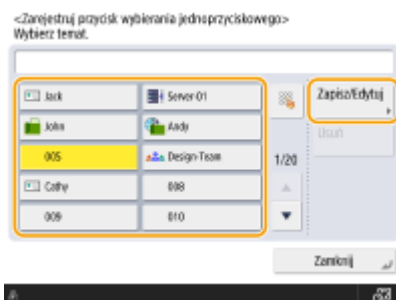 <Zarejestruj przycisk wybierania jednoprzyciskowego>
Wybierz temat.
Jack
Server 01
Zapisz/Edytuj
John
Andy
Usuń
005
Design Team
1/20
Cathy
008
009
010
Zamknij